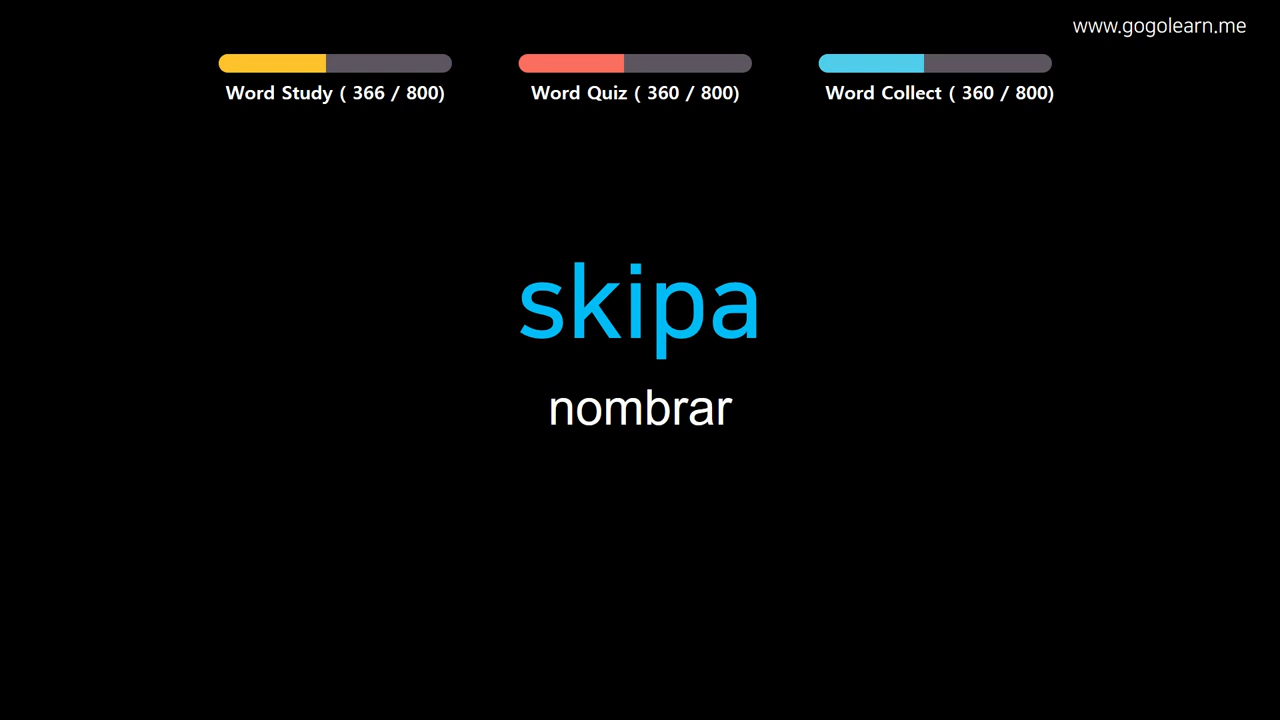 www.gogolearn.me
Word Study ( 366 / 800)
Word Quiz ( 360 / 800)
Word Collect ( 360 / 800)
skipa
nombrar